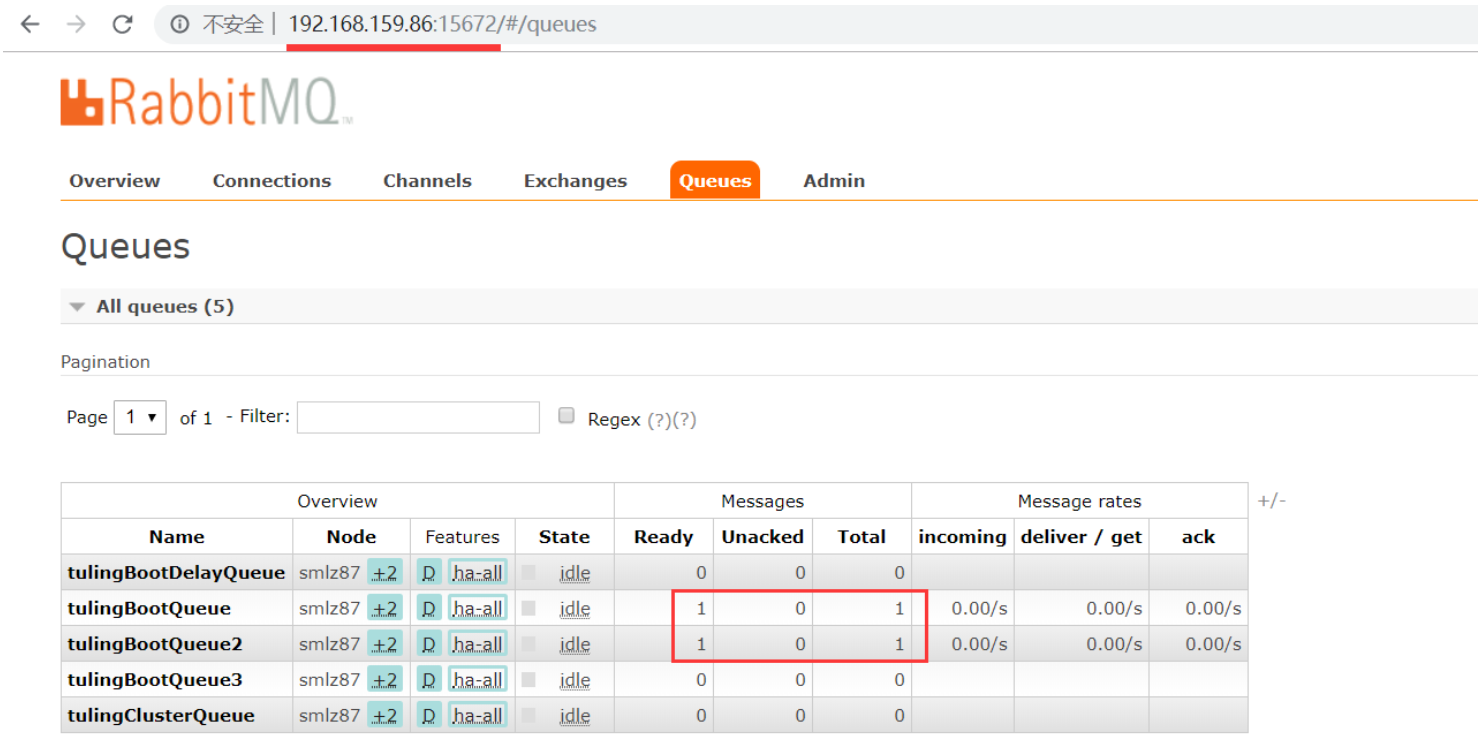 不安全 | 192.168.159.86:15672/#/queues
RabbitMQ TM
Overview Connections Channels Exchanges Queues Admin
Queues
All queues (5)
Pagination
Page 1 of 1 - Filter: Regex (?)(?)
Overview Messages Message rates +/-
Name Node Features State Ready Unacked Total incoming deliver / get ack
tulingBootDelayQueue smlz87 +2 D ha-all idle 0 0 0
tulingBootQueue smlz87 +2 D ha-all idle 1 0 1 0.00/s 0.00/s 0.00/s
tulingBootQueue2 smlz87 +2 D ha-all idle 1 0 1 0.00/s 0.00/s 0.00/s
tulingBootQueue3 smlz87 +2 D ha-all idle 0 0 0
tulingClusterQueue smlz87 +2 D ha-all idle 0 0 0